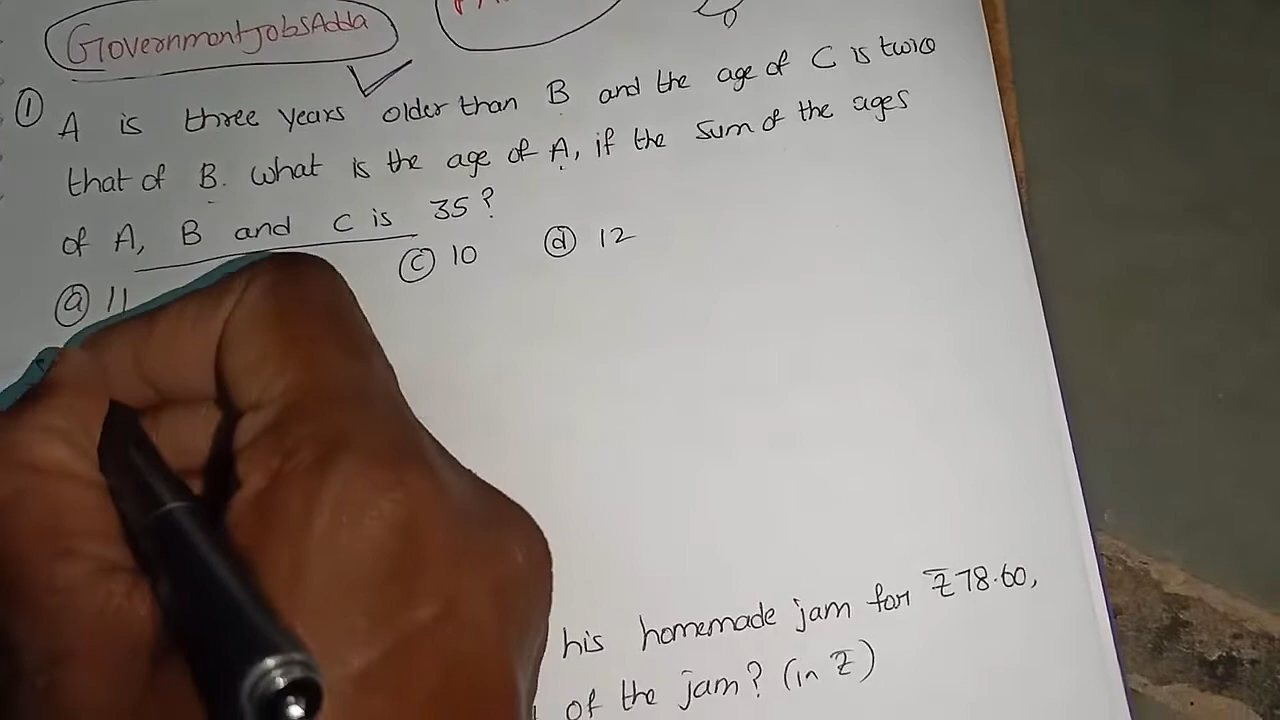 GovernmentjobsAdda
① A is three years older than B and the age of C is twice
that of B. what is the age of A, if the sum of the ages
of A, B and C is 35?
ⓐ 11 ⓒ 10 ⓓ 12
his homemade jam for ₹78.60,
of the jam? (in ₹)